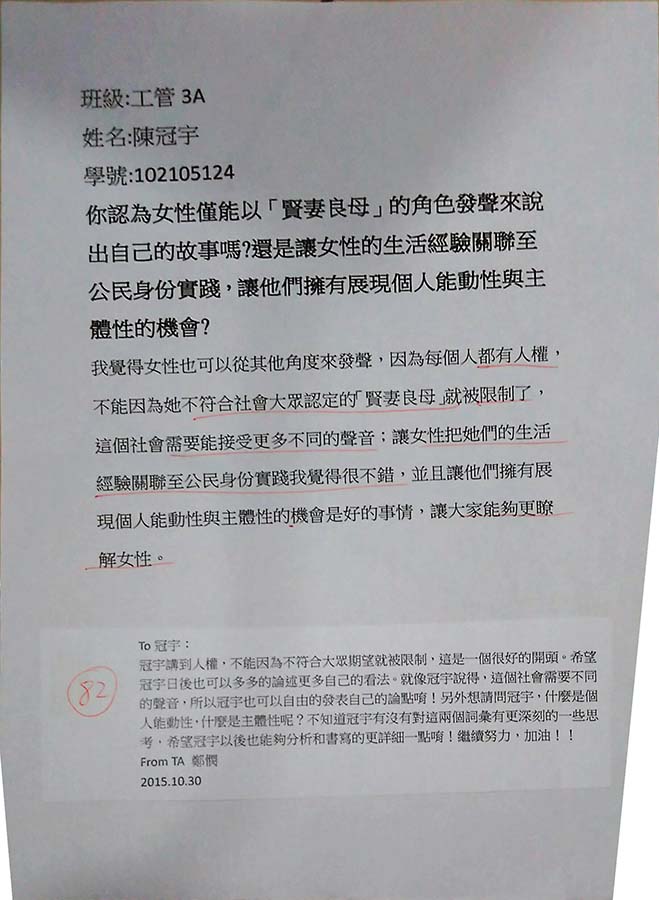 班級:工管 3A
姓名:陳冠宇
學號:102105124
你認為女性僅能以「賢妻良母」的角色發聲來說
出自己的故事嗎?還是讓女性的生活經驗關聯至
公民身份實踐，讓他們擁有展現個人能動性與主
體性的機會?
我覺得女性也可以從其他角度來發聲，因為每個人都有人權，
不能因為她不符合社會大眾認定的「賢妻良母」就被限制了，
這個社會需要能接受更多不同的聲音；讓女性把她們的生活
經驗關聯至公民身份實踐我覺得很不錯，並且讓他們擁有展
現個人能動性與主體性的機會是好的事情，讓大家能夠更瞭
解女性。
To 冠宇：
冠宇講到人權，不能因為不符合大眾期望就被限制，這是一個很好的開頭。希望
冠宇日後也可以多多的論述更多自己的看法。就像冠宇說得，這個社會需要不同
的聲音，所以冠宇也可以自由的發表自己的論點唷！另外想請問冠宇，什麼是個
人能動性，什麼是主體性呢？不知道冠宇有沒有對這兩個詞彙有更深刻的一些思
考，希望冠宇以後也能夠分析和書寫的更詳細一點唷！繼續努力，加油！！
From TA 鄭憫
2015.10.30
82